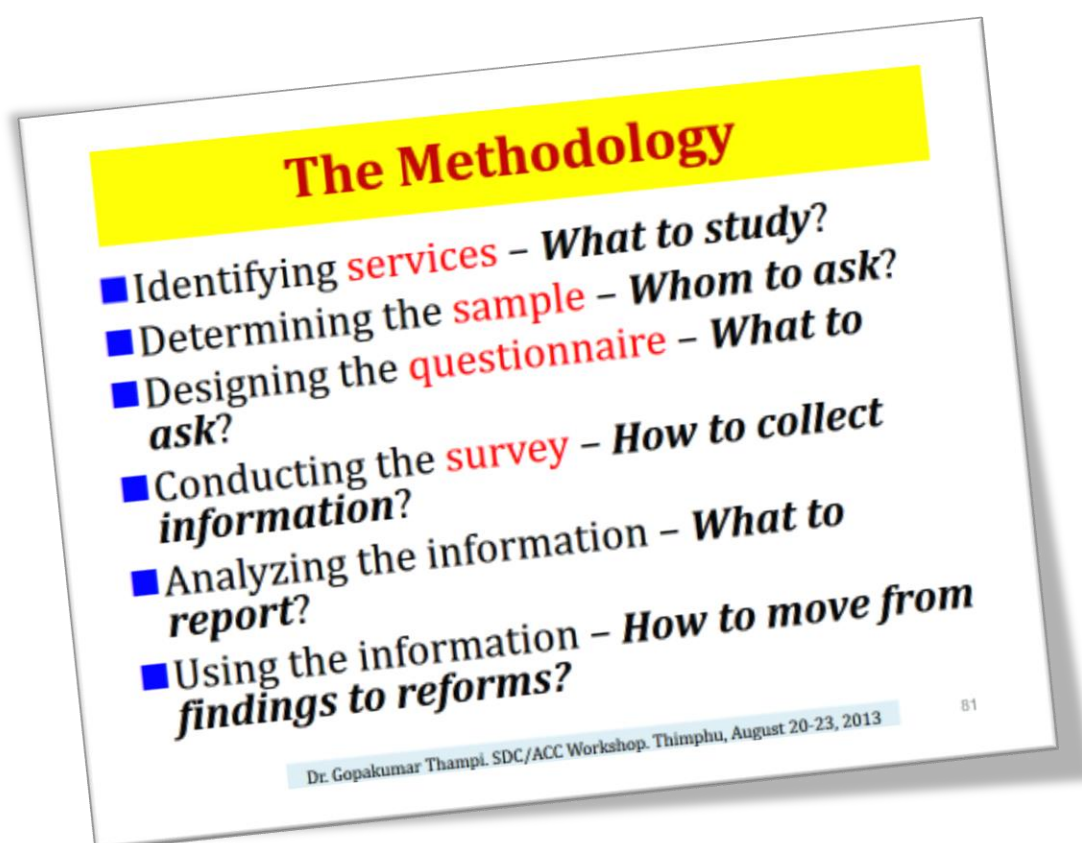 The Methodology
Identifying services – What to study?
Determining the sample – Whom to ask?
Designing the questionnaire – What to
ask?
Conducting the survey – How to collect
information?
Analyzing the information – What to
report?
Using the information – How to move from
findings to reforms?
Dr. Gopakumar Thampi. SDC/ACC Workshop. Thimphu, August 20-23, 2013
81